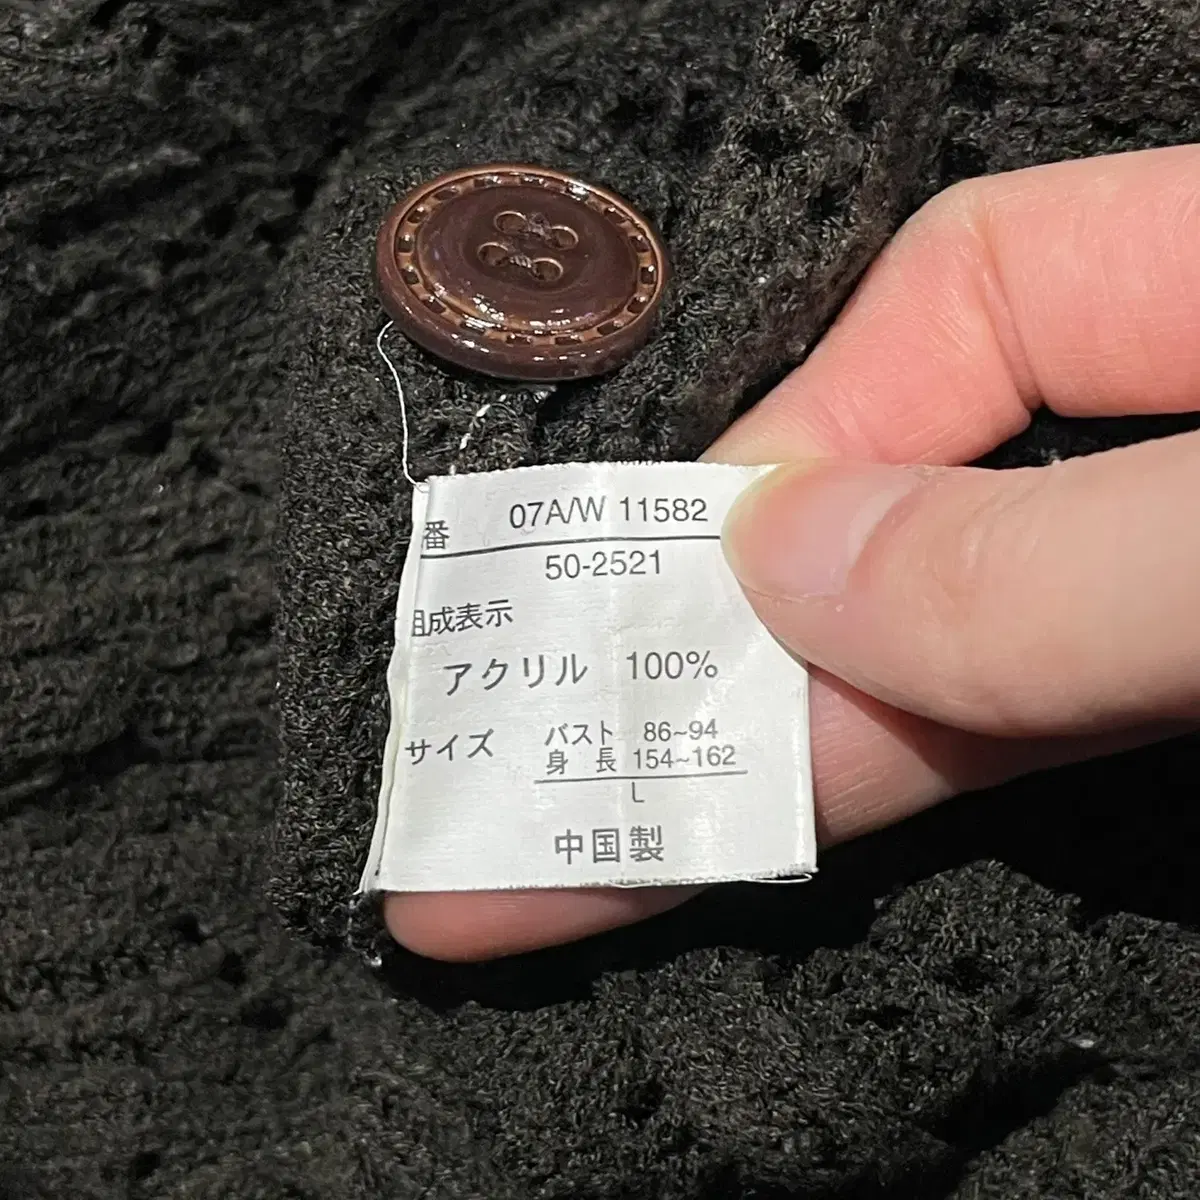 番 07A/W 11582
50-2521
組成表示
アクリル 100%
サイズ バスト 86~94
身 長 154~162
L
中国製